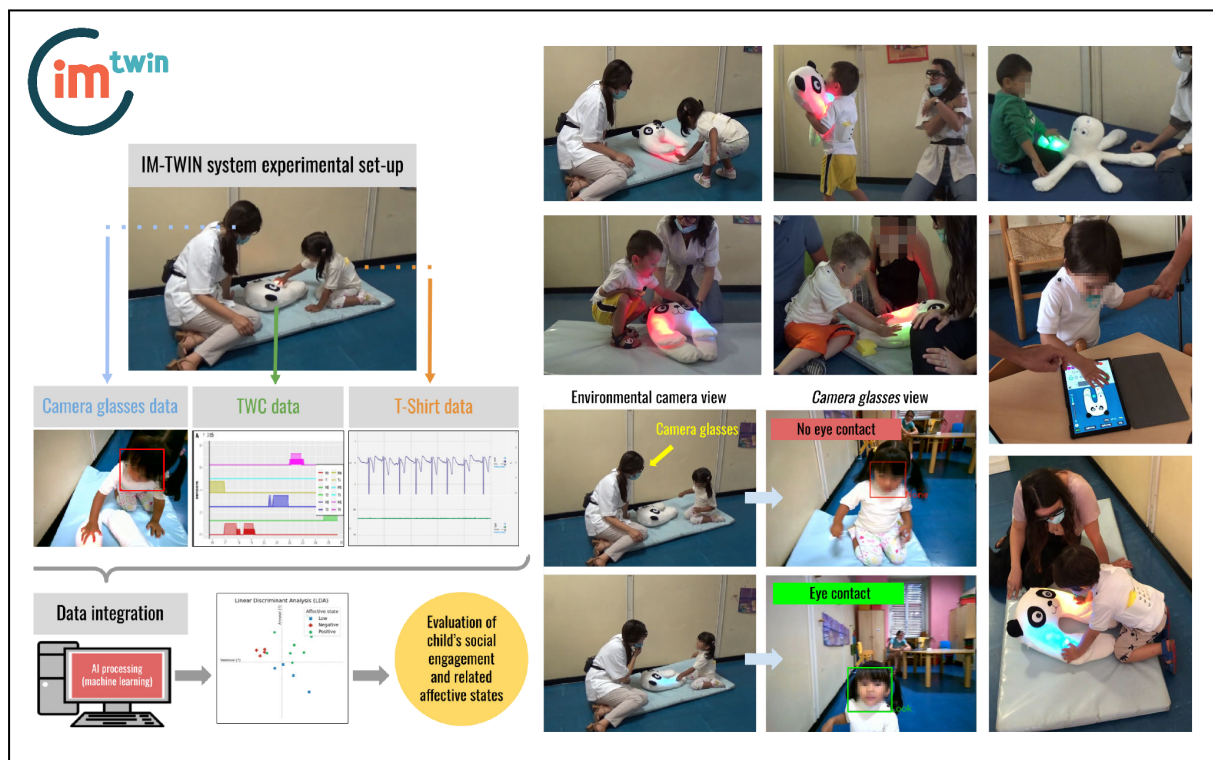 im twin
IM-TWIN system experimental set-up
Camera glasses data
TWC data
T-Shirt data
Data integration
AI processing
(machine learning)
Linear Discriminant Analysis (LDA)
Affective state
Low
Negative
Positive
Evaluation of
child's social
engagement
and related
affective states
Environmental camera view
Camera glasses view
Camera glasses
No eye contact
Eye contact